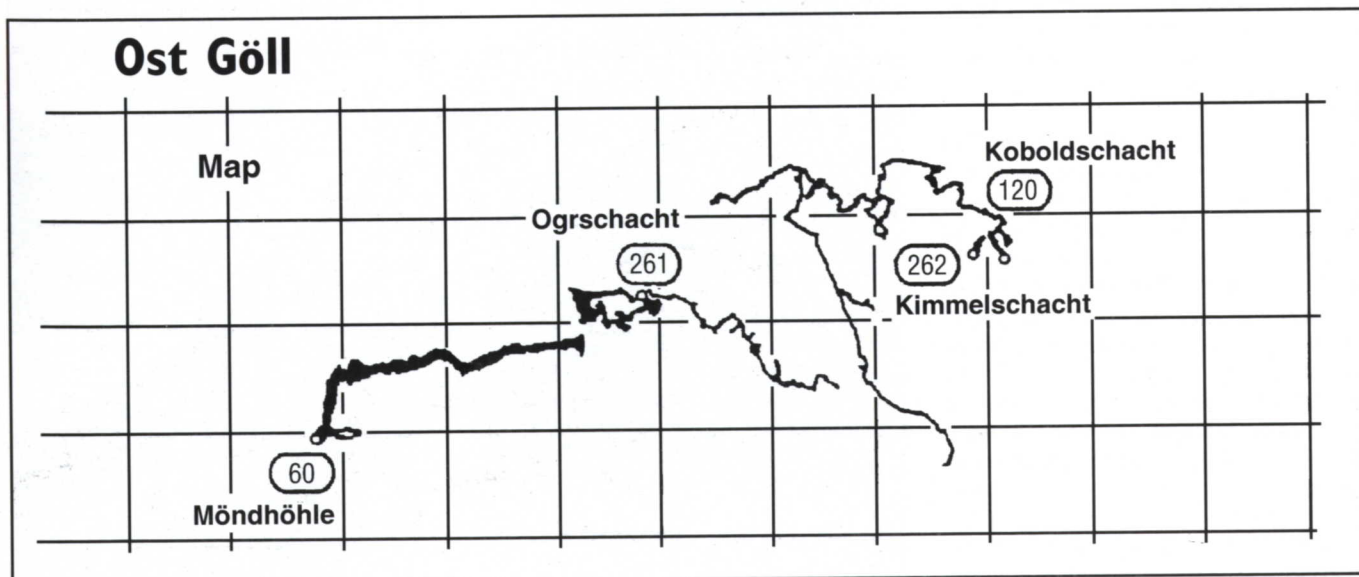 Ost Göll
Map
Koboldschacht
120
Ogrschacht
261
262
Kimmelschacht
60
Möndhöhle